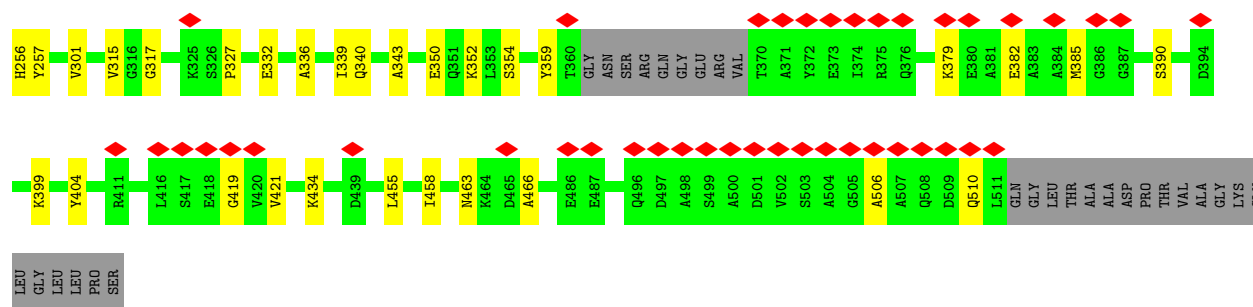 H256 Y257 V301 V315 G316 G317 K325 S326 P327 E332 A336 I339 Q340 A343 E350 Q351 K352 L353 S354 Y359 T360 GLY ASN SER ARG GLN GLY GLU ARG VAL T370 A371 Y372 E373 I374 R375 Q376 K379 E380 A381 E382 A383 A384 M385 G386 G387 S390 D394
K399 Y404 R411 L416 S417 E418 G419 V420 V421 K434 D439 L455 I458 N463 K464 D465 A466 E486 E487 Q496 D497 A498 S499 A500 D501 V502 S503 A504 G505 A506 A507 Q508 D509 Q510 L511 GLN GLY LEU THR ALA ALA ASP PRO THR VAL ALA GLY LYS
LEU GLY LEU LEU PRO SER